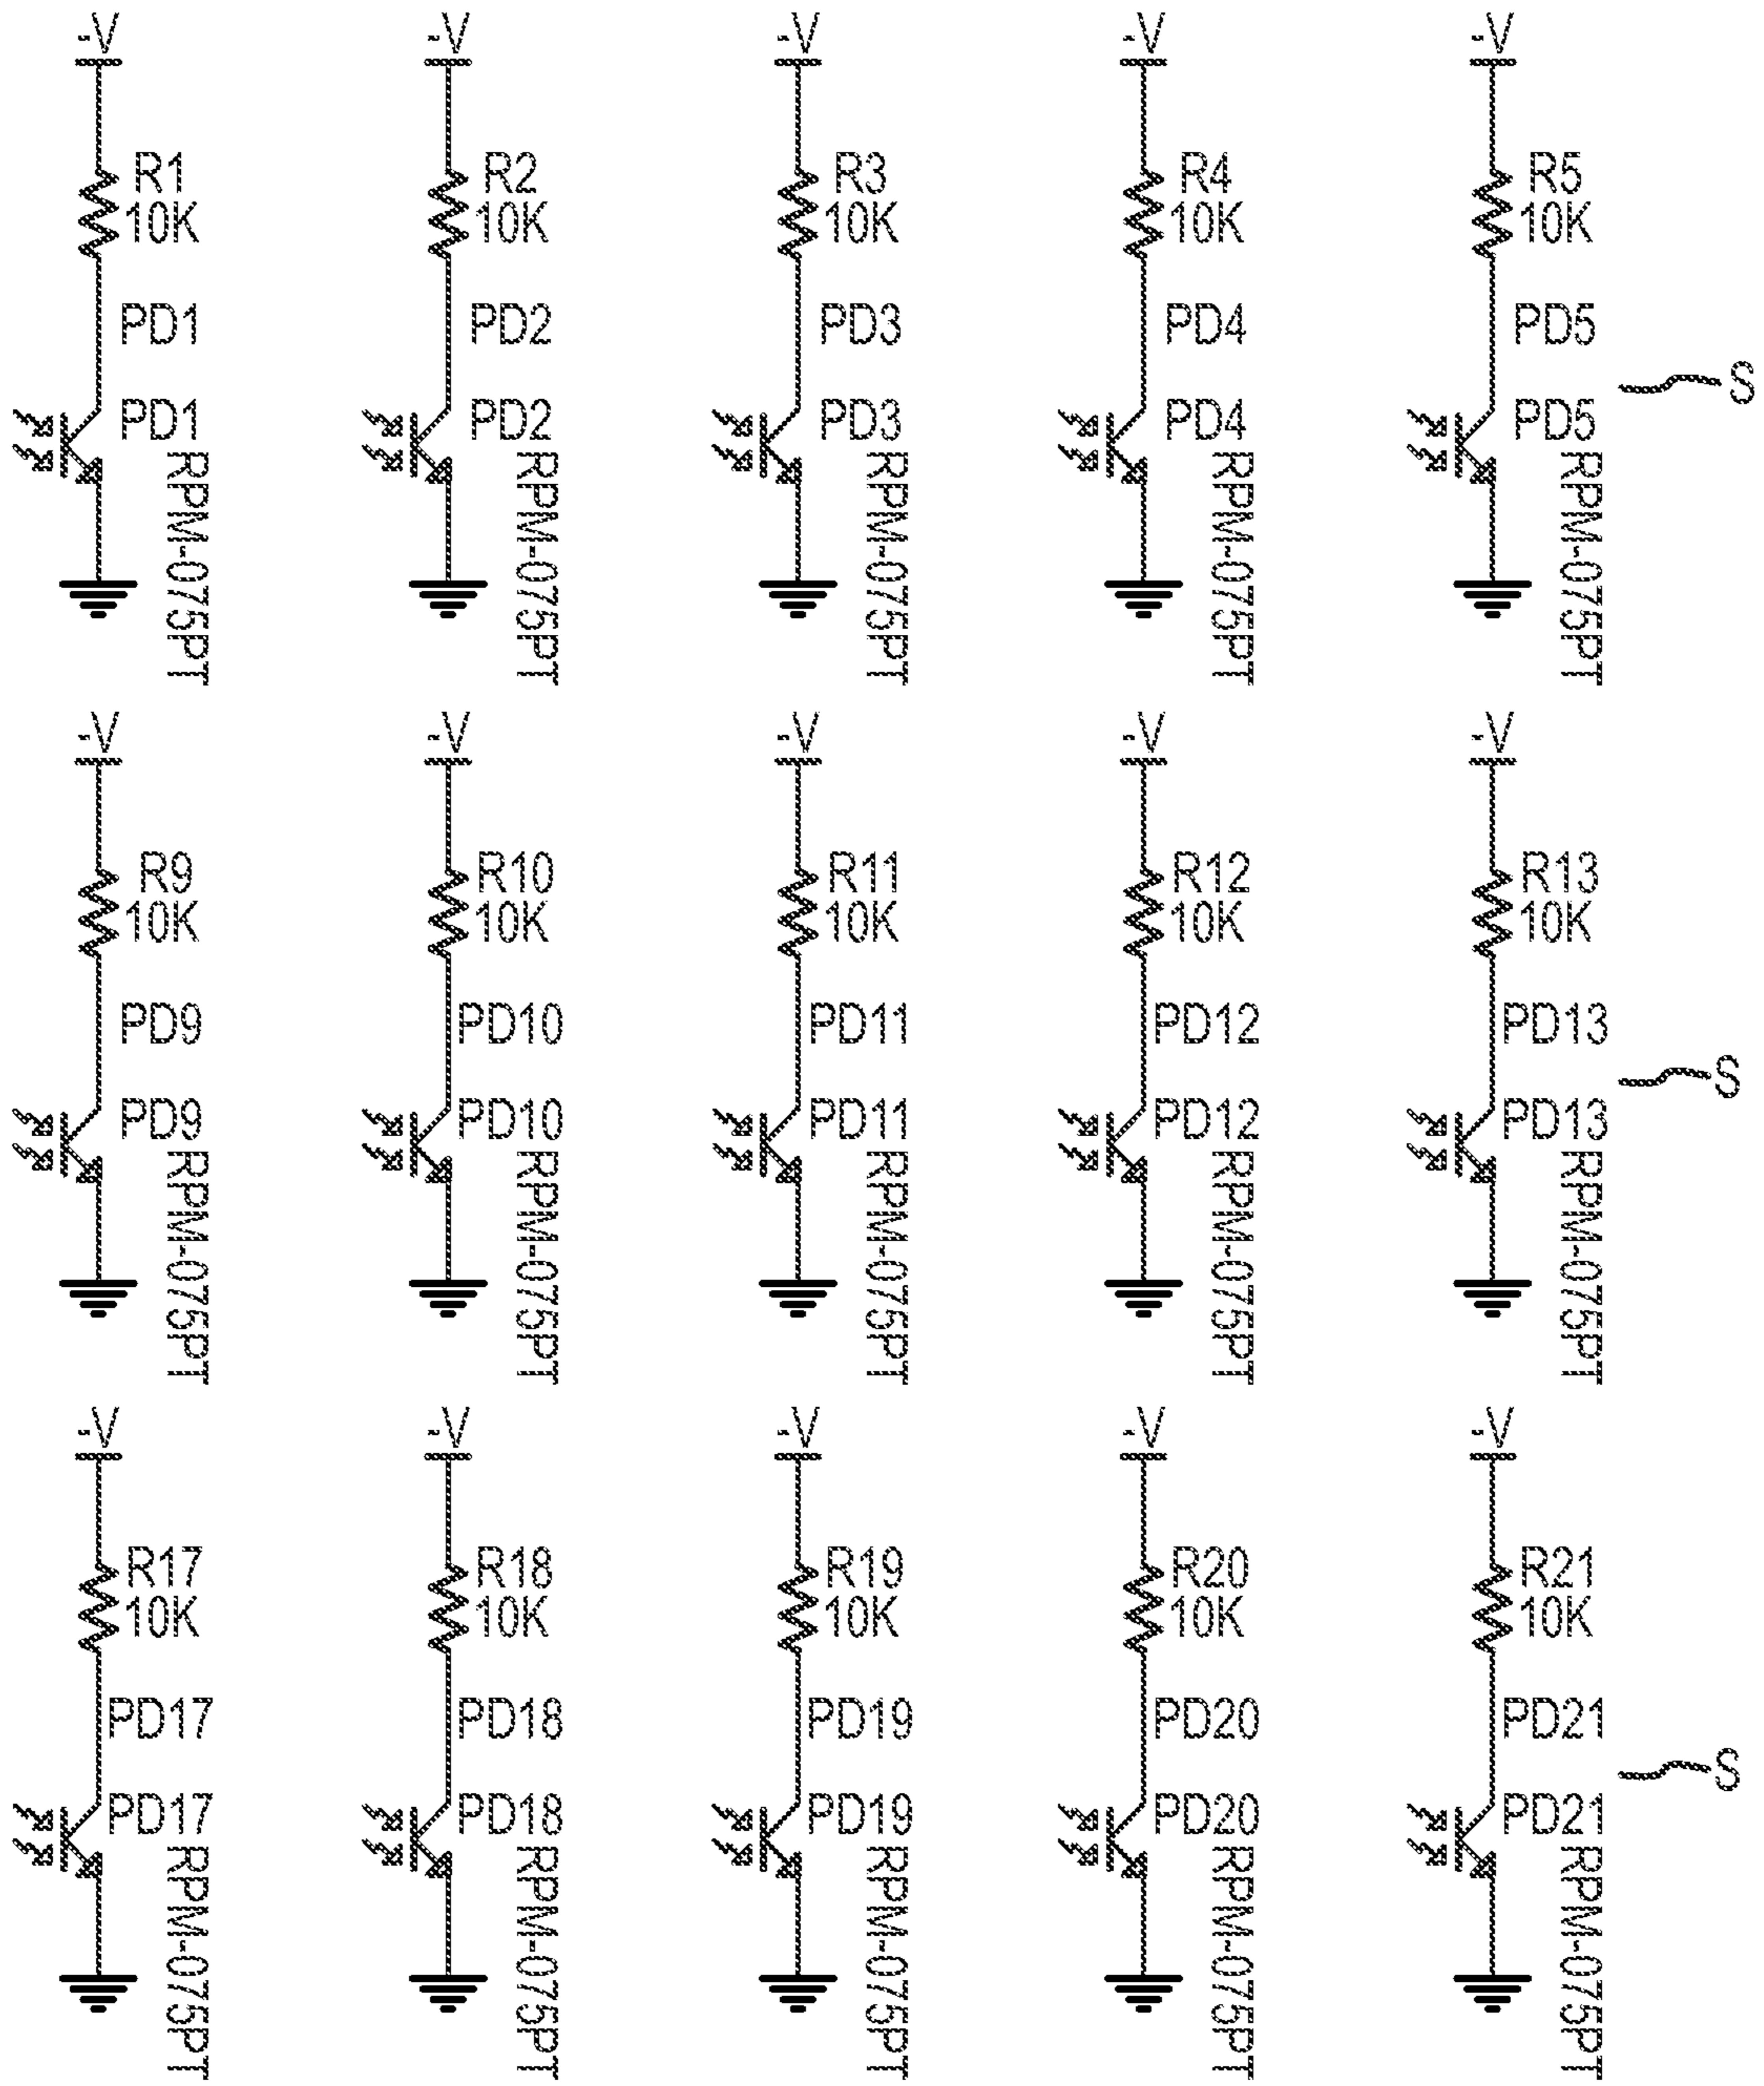 -V -V -V -V -V
R1 R2 R3 R4 R5
10K 10K 10K 10K 10K
PD1 PD2 PD3 PD4 PD5
S
PD1 PD2 PD3 PD4 PD5
RPM-075PT RPM-075PT RPM-075PT RPM-075PT RPM-075PT
-V -V -V -V -V
R9 R10 R11 R12 R13
10K 10K 10K 10K 10K
PD9 PD10 PD11 PD12 PD13
S
PD9 PD10 PD11 PD12 PD13
RPM-075PT RPM-075PT RPM-075PT RPM-075PT RPM-075PT
-V -V -V -V -V
R17 R18 R19 R20 R21
10K 10K 10K 10K 10K
PD17 PD18 PD19 PD20 PD21
S
PD17 PD18 PD19 PD20 PD21
RPM-075PT RPM-075PT RPM-075PT RPM-075PT RPM-075PT